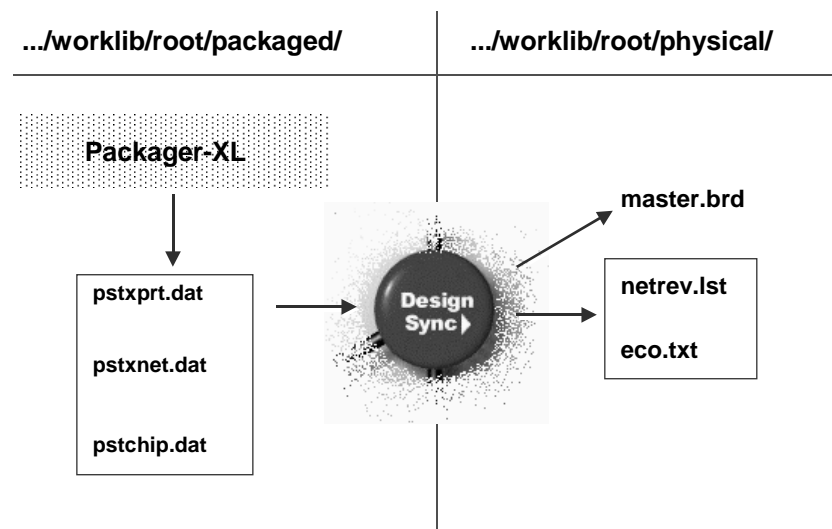 .../worklib/root/packaged/
.../worklib/root/physical/
Packager-XL
pstxprt.dat
pstxnet.dat
pstchip.dat
Design
Sync
master.brd
netrev.lst
eco.txt